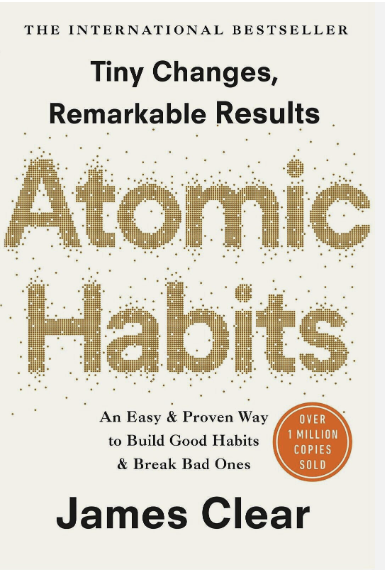 THE INTERNATIONAL BESTSELLER
Tiny Changes,
Remarkable Results
Atomic
Habits
An Easy & Proven Way
to Build Good Habits
& Break Bad Ones
OVER
1 MILLION
COPIES
SOLD
James Clear